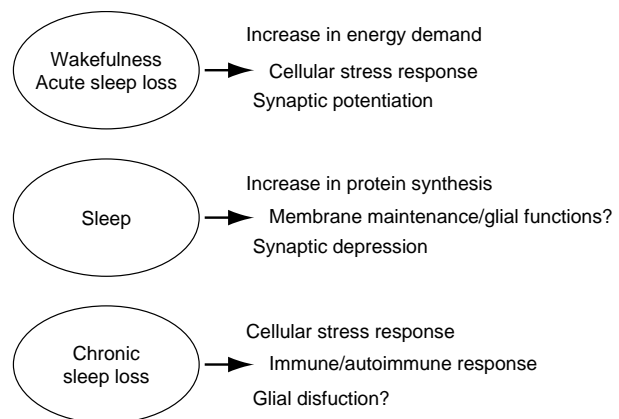 Wakefulness
Acute sleep loss
Increase in energy demand
Cellular stress response
Synaptic potentiation
Sleep
Increase in protein synthesis
Membrane maintenance/glial functions?
Synaptic depression
Chronic
sleep loss
Cellular stress response
Immune/autoimmune response
Glial disfuction?